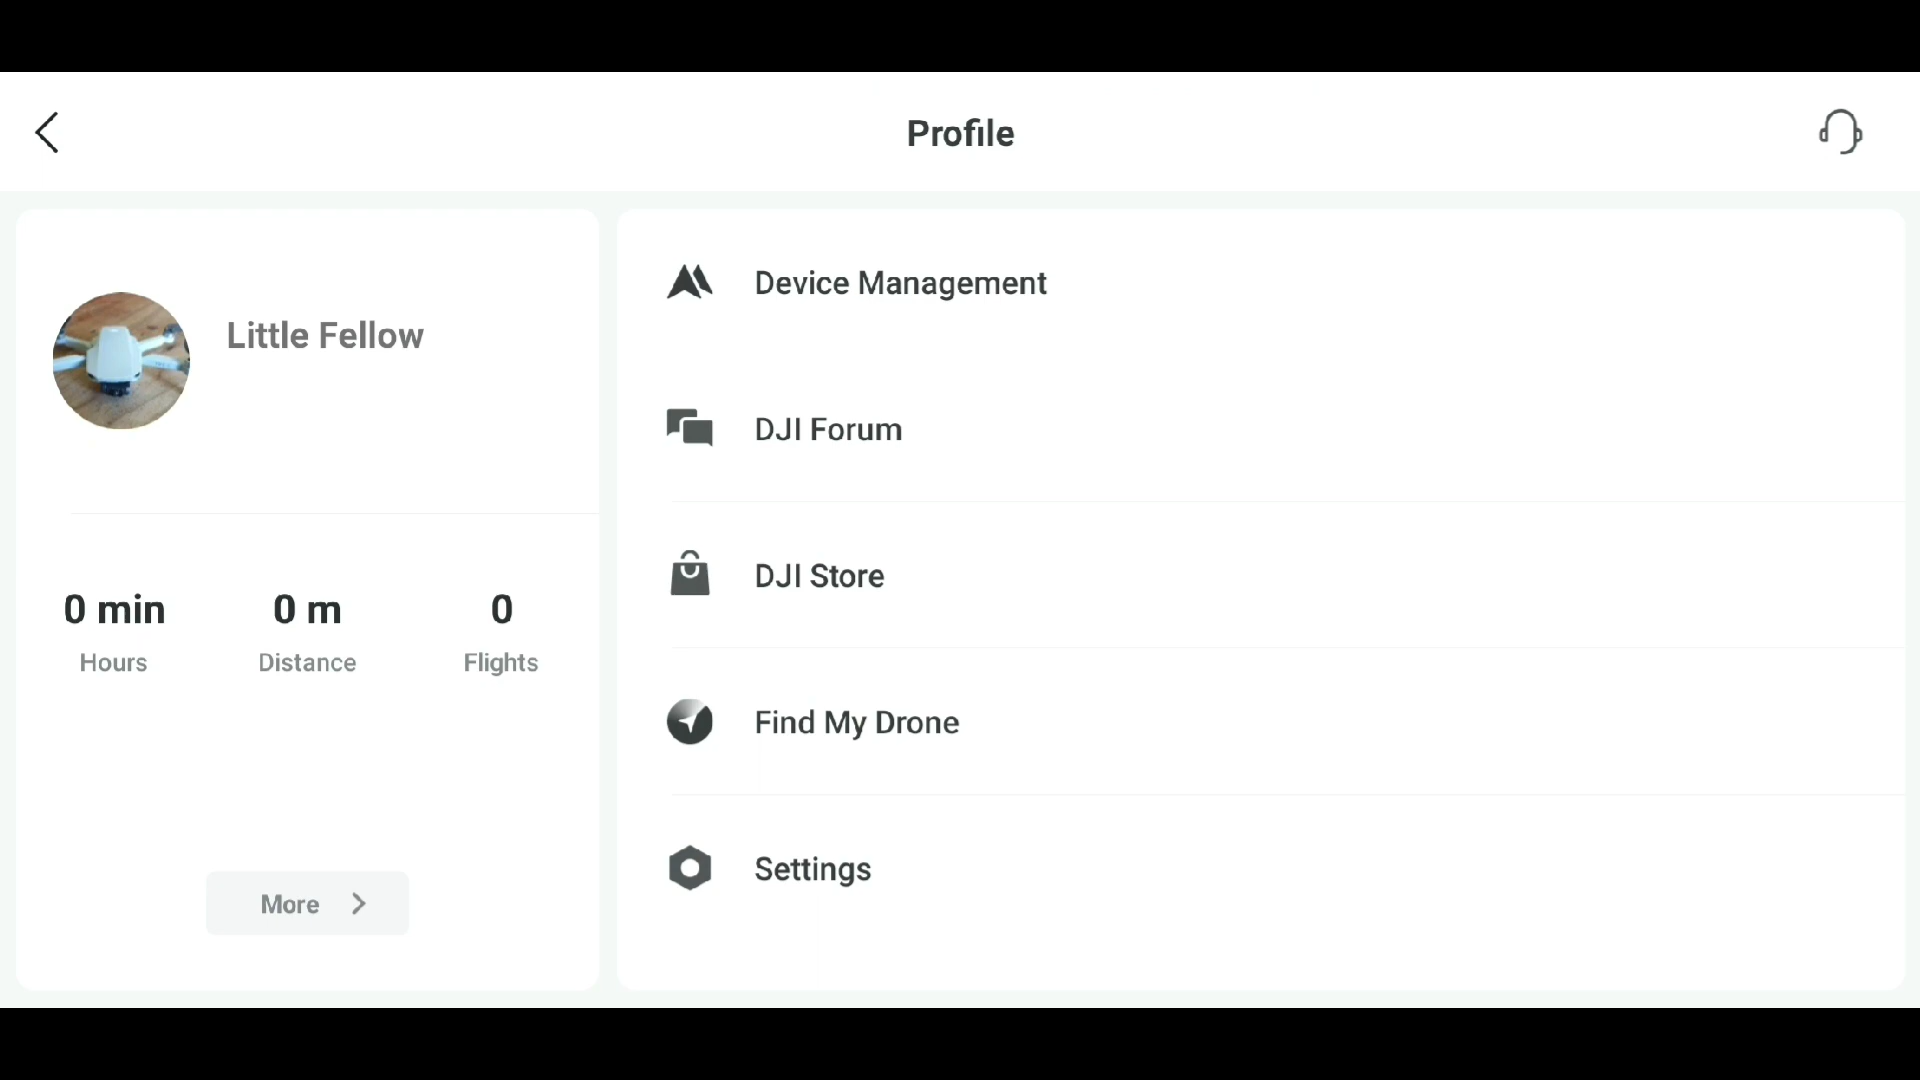 Profile
Little Fellow
0 min
Hours
0 m
Distance
0
Flights
More
Device Management
DJI Forum
DJI Store
Find My Drone
Settings